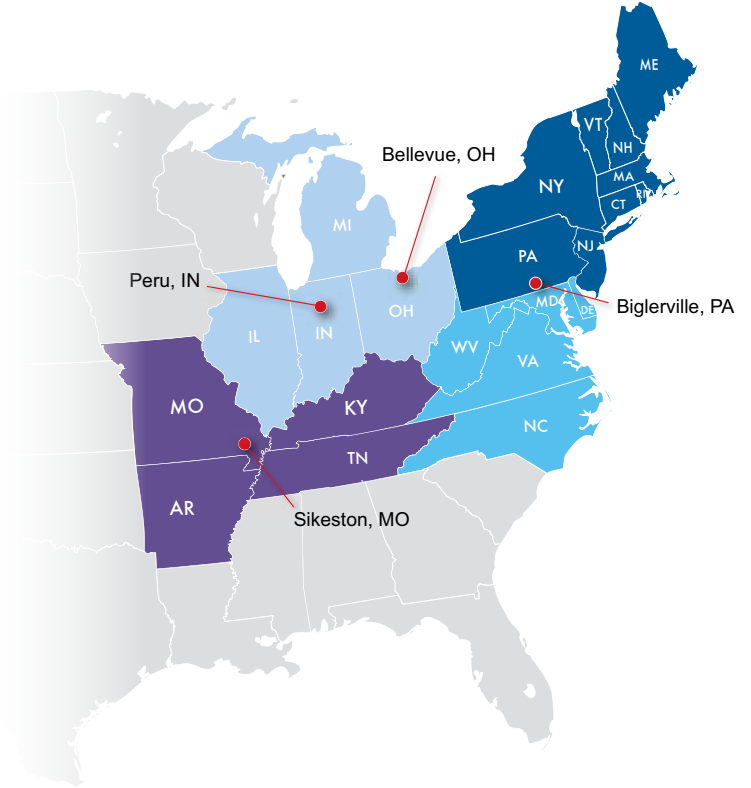 ME
VT
NH
Bellevue, OH
MA
NY
RI
CT
MI
NJ
PA
Peru, IN
MD
Biglerville, PA
DE
OH
IN
IL
WV
VA
MO
KY
NC
TN
AR
Sikeston, MO